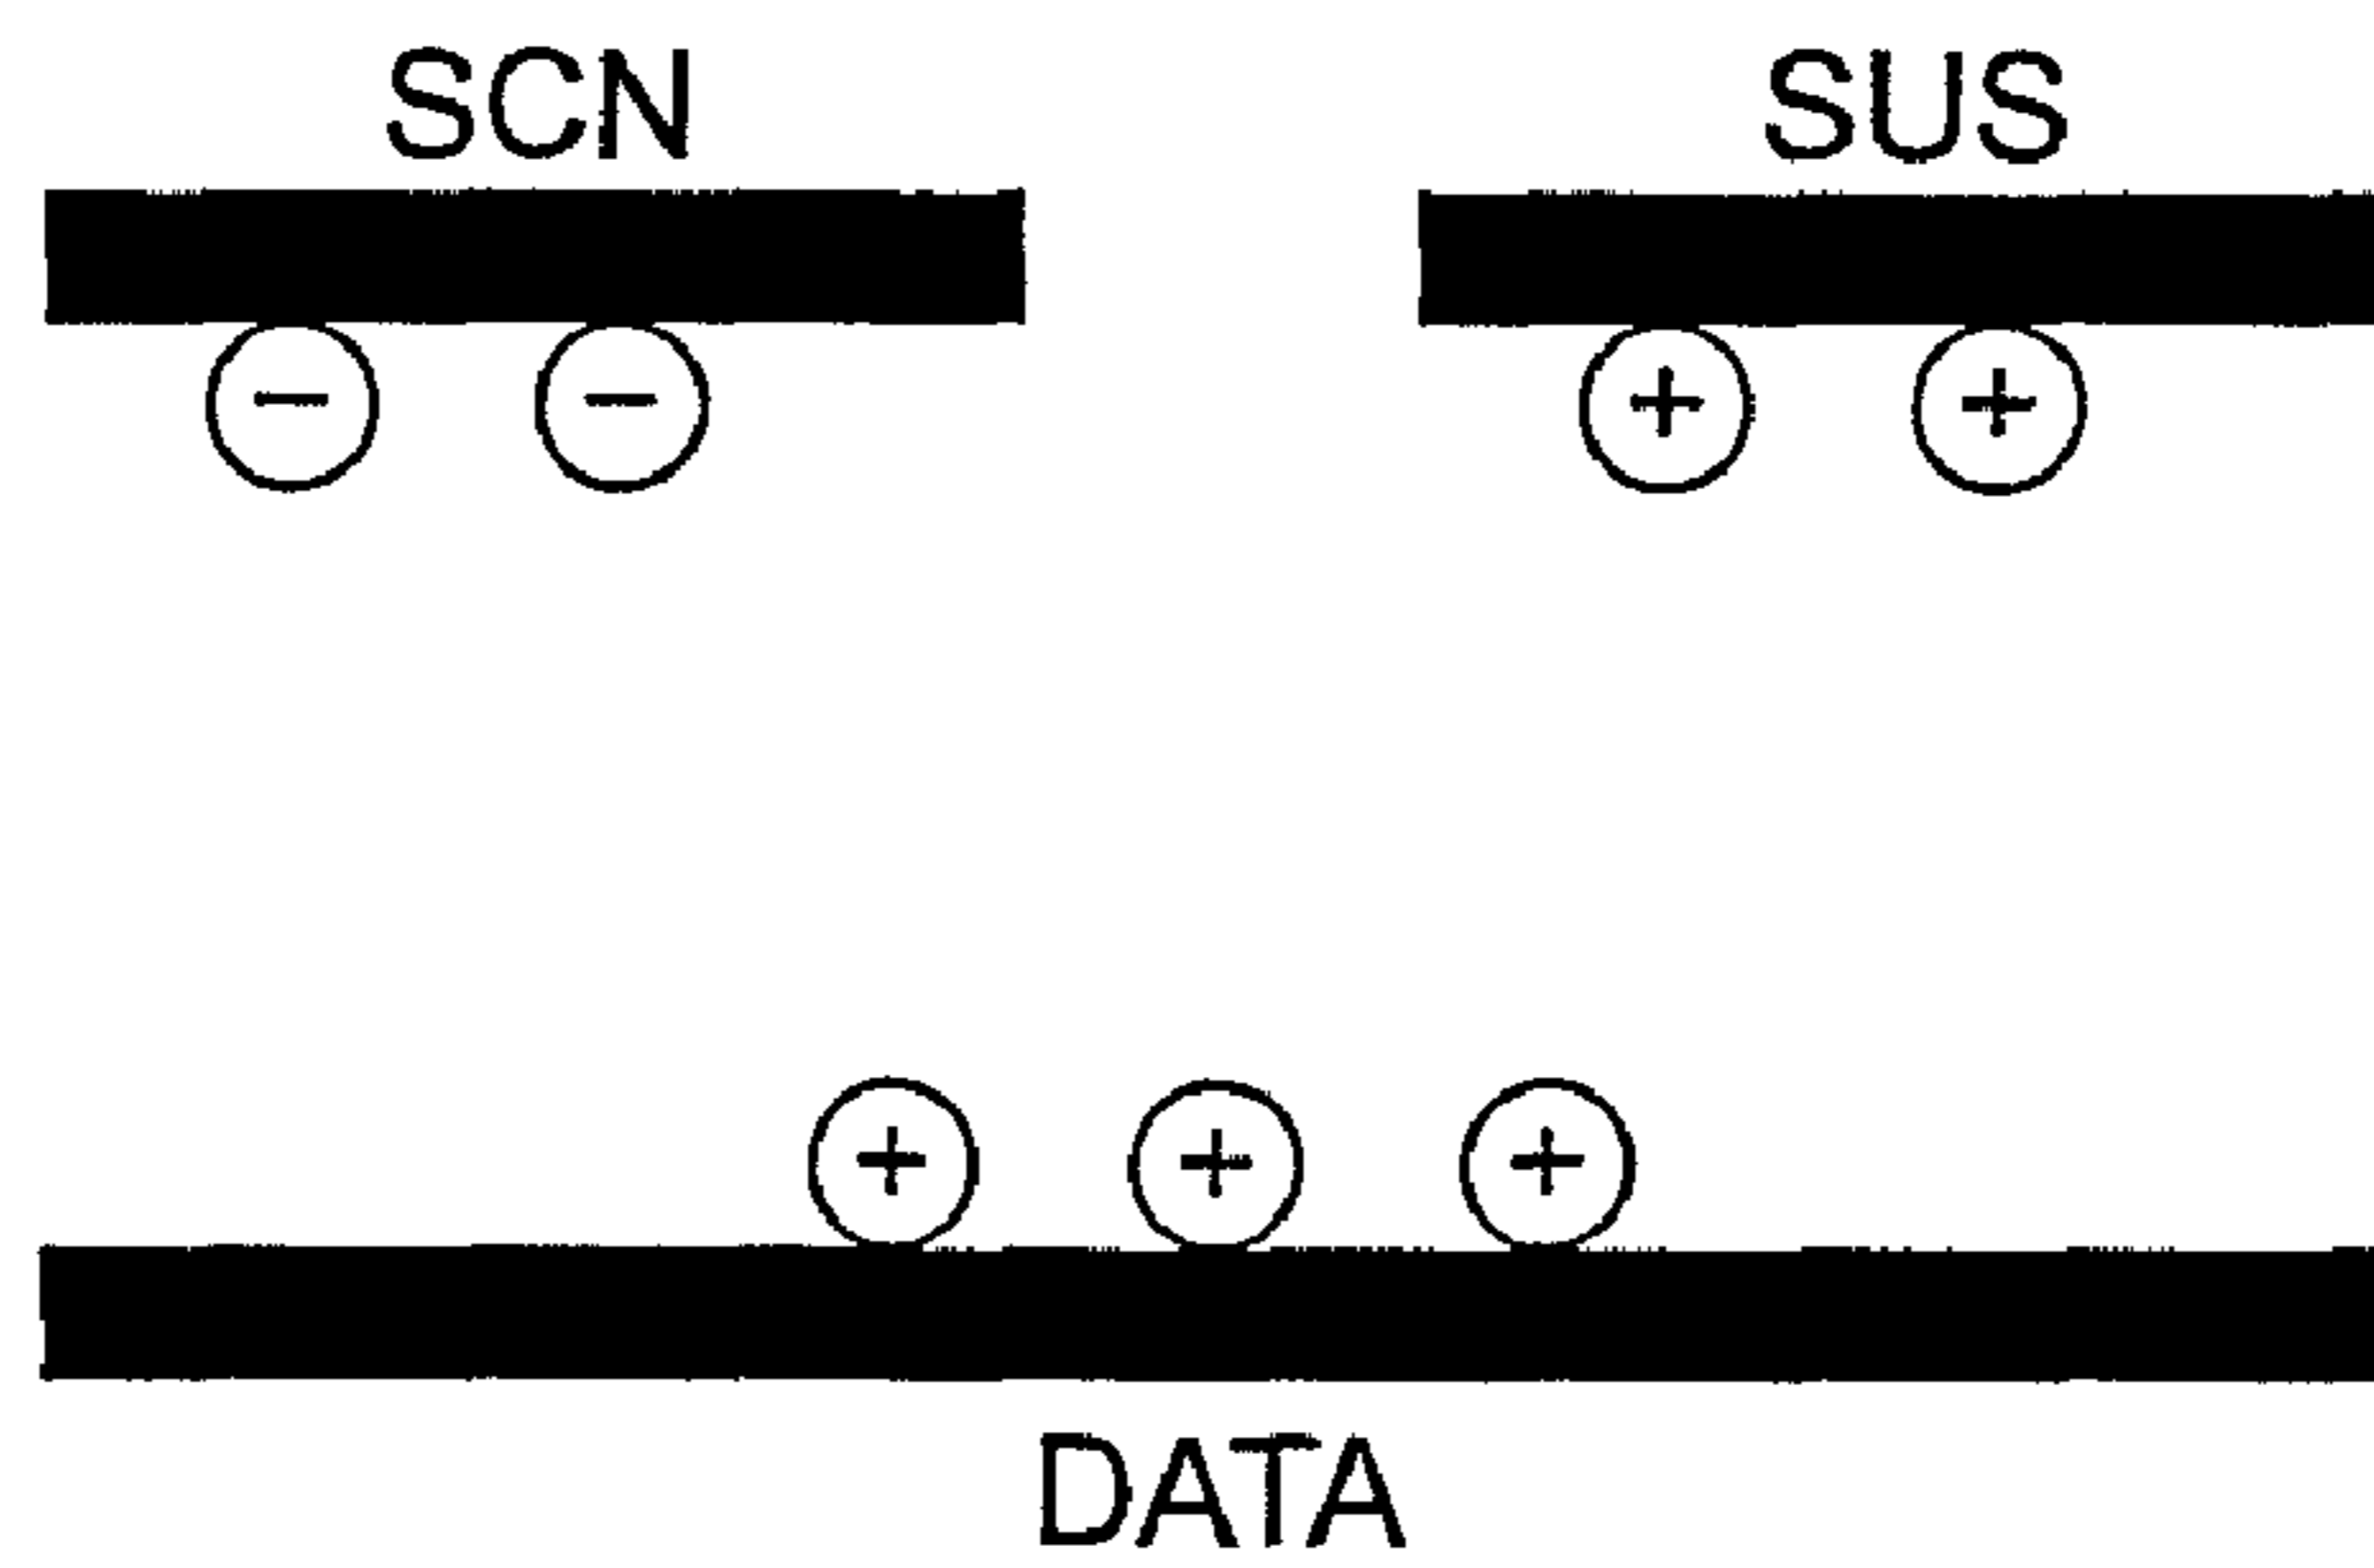 SCN SUS
− − + +
+ + +
DATA